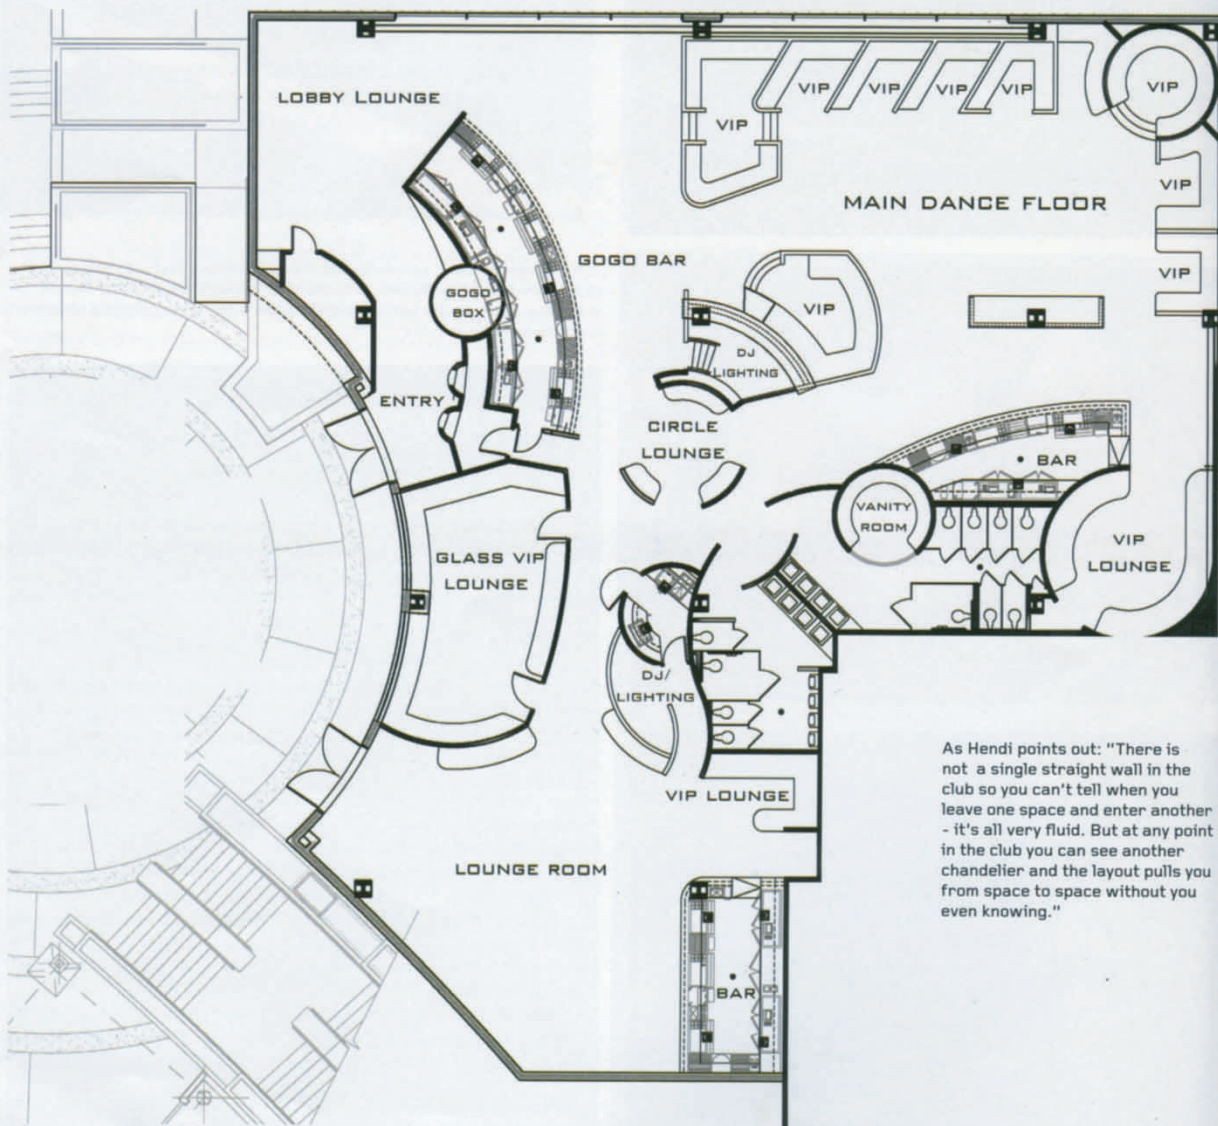 LOBBY LOUNGE
VIP
VIP
VIP
VIP
VIP
VIP
MAIN DANCE FLOOR
VIP
GOGO BAR
VIP
GOGO
BOX
VIP
DJ
LIGHTING
ENTRY
CIRCLE
LOUNGE
BAR
VANITY
ROOM
GLASS VIP
LOUNGE
VIP
LOUNGE
DJ/
LIGHTING
VIP LOUNGE
LOUNGE ROOM
BAR
As Hendi points out: "There is
not a single straight wall in the
club so you can't tell when you
leave one space and enter another
- it's all very fluid. But at any point
in the club you can see another
chandelier and the layout pulls you
from space to space without you
even knowing."